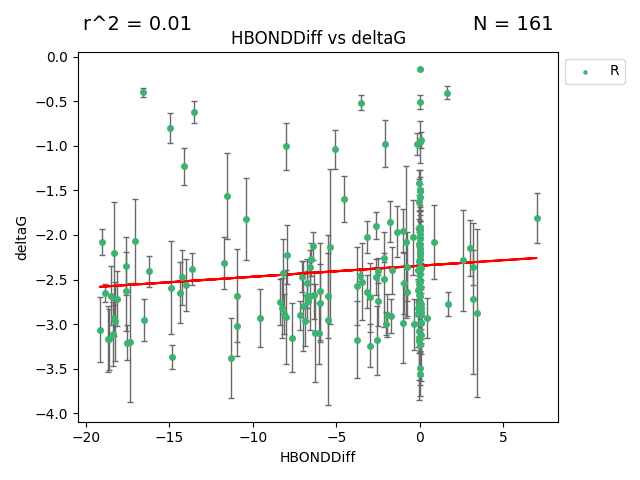 r^2 = 0.01
N = 161
HBONDDiff vs deltaG
R
0.0
−0.5
−1.0
−1.5
−2.0
−2.5
−3.0
−3.5
−4.0
deltaG
−20
−15
−10
−5
0
5
HBONDDiff